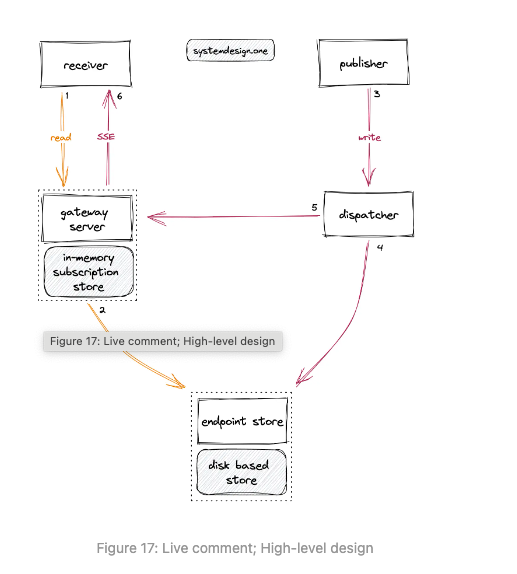 systemdesign.one
receiver
publisher
1
6
3
read
SSE
write
gateway
server
5
dispatcher
4
in-memory
subscription
store
2
Figure 17: Live comment; High-level design
endpoint store
disk based
store
Figure 17: Live comment; High-level design